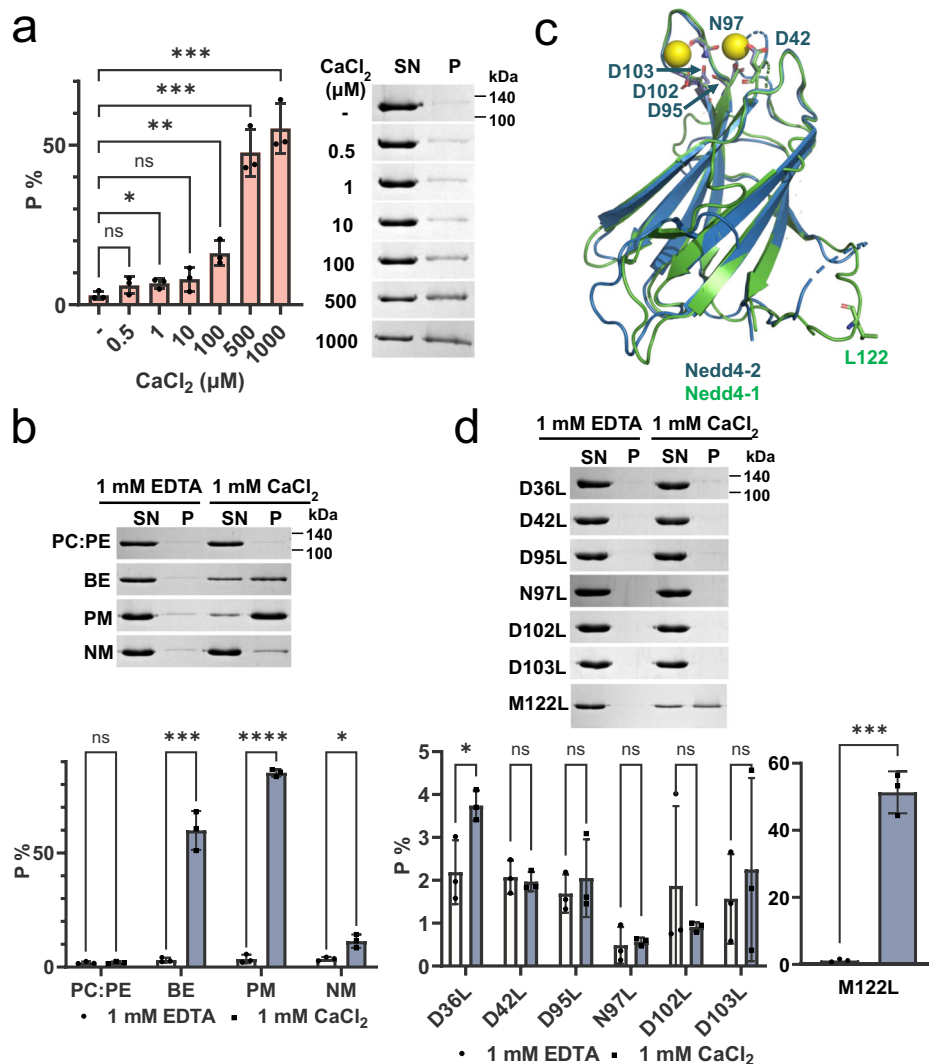 a
P %
50
0
***
***
**
ns
*
ns
-
0.5
1
10
100
500
1000
CaCl₂ (µM)
CaCl₂ SN P kDa
(µM)
- 140
100
0.5
1
10
100
500
1000
c
N97 D42
D103
D102
D95
L122
Nedd4-2
Nedd4-1
b
1 mM EDTA 1 mM CaCl₂
SN P SN P kDa
PC:PE 140
100
BE
PM
NM
ns *** **** *
P %
50
0
PC:PE BE PM NM
• 1 mM EDTA ▪ 1 mM CaCl₂
d
1 mM EDTA 1 mM CaCl₂
SN P SN P kDa
D36L 140
100
D42L
D95L
N97L
D102L
D103L
M122L
* ns ns ns ns ns
P %
5
4
3
2
1
0
D36L D42L D95L N97L D102L D103L
• 1 mM EDTA ▪ 1 mM CaCl₂
***
60
40
20
0
M122L